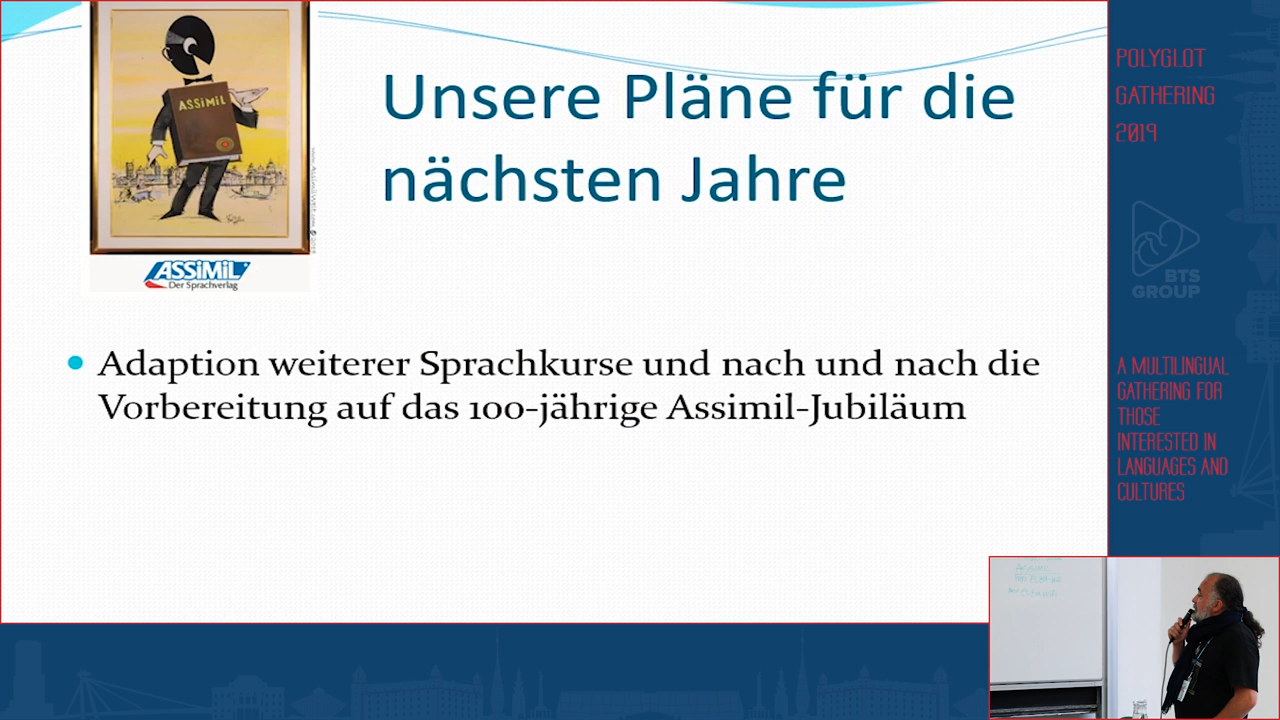 ASSiMiL
ASSiMiL
Der Sprachverlag
Unsere Pläne für die
nächsten Jahre
Adaption weiterer Sprachkurse und nach und nach die
Vorbereitung auf das 100-jährige Assimil-Jubiläum
POLYGLOT
GATHERING
2019
BTS
GROUP
A MULTILINGUAL
GATHERING FOR
THOSE
INTERESTED IN
LANGUAGES AND
CULTURES